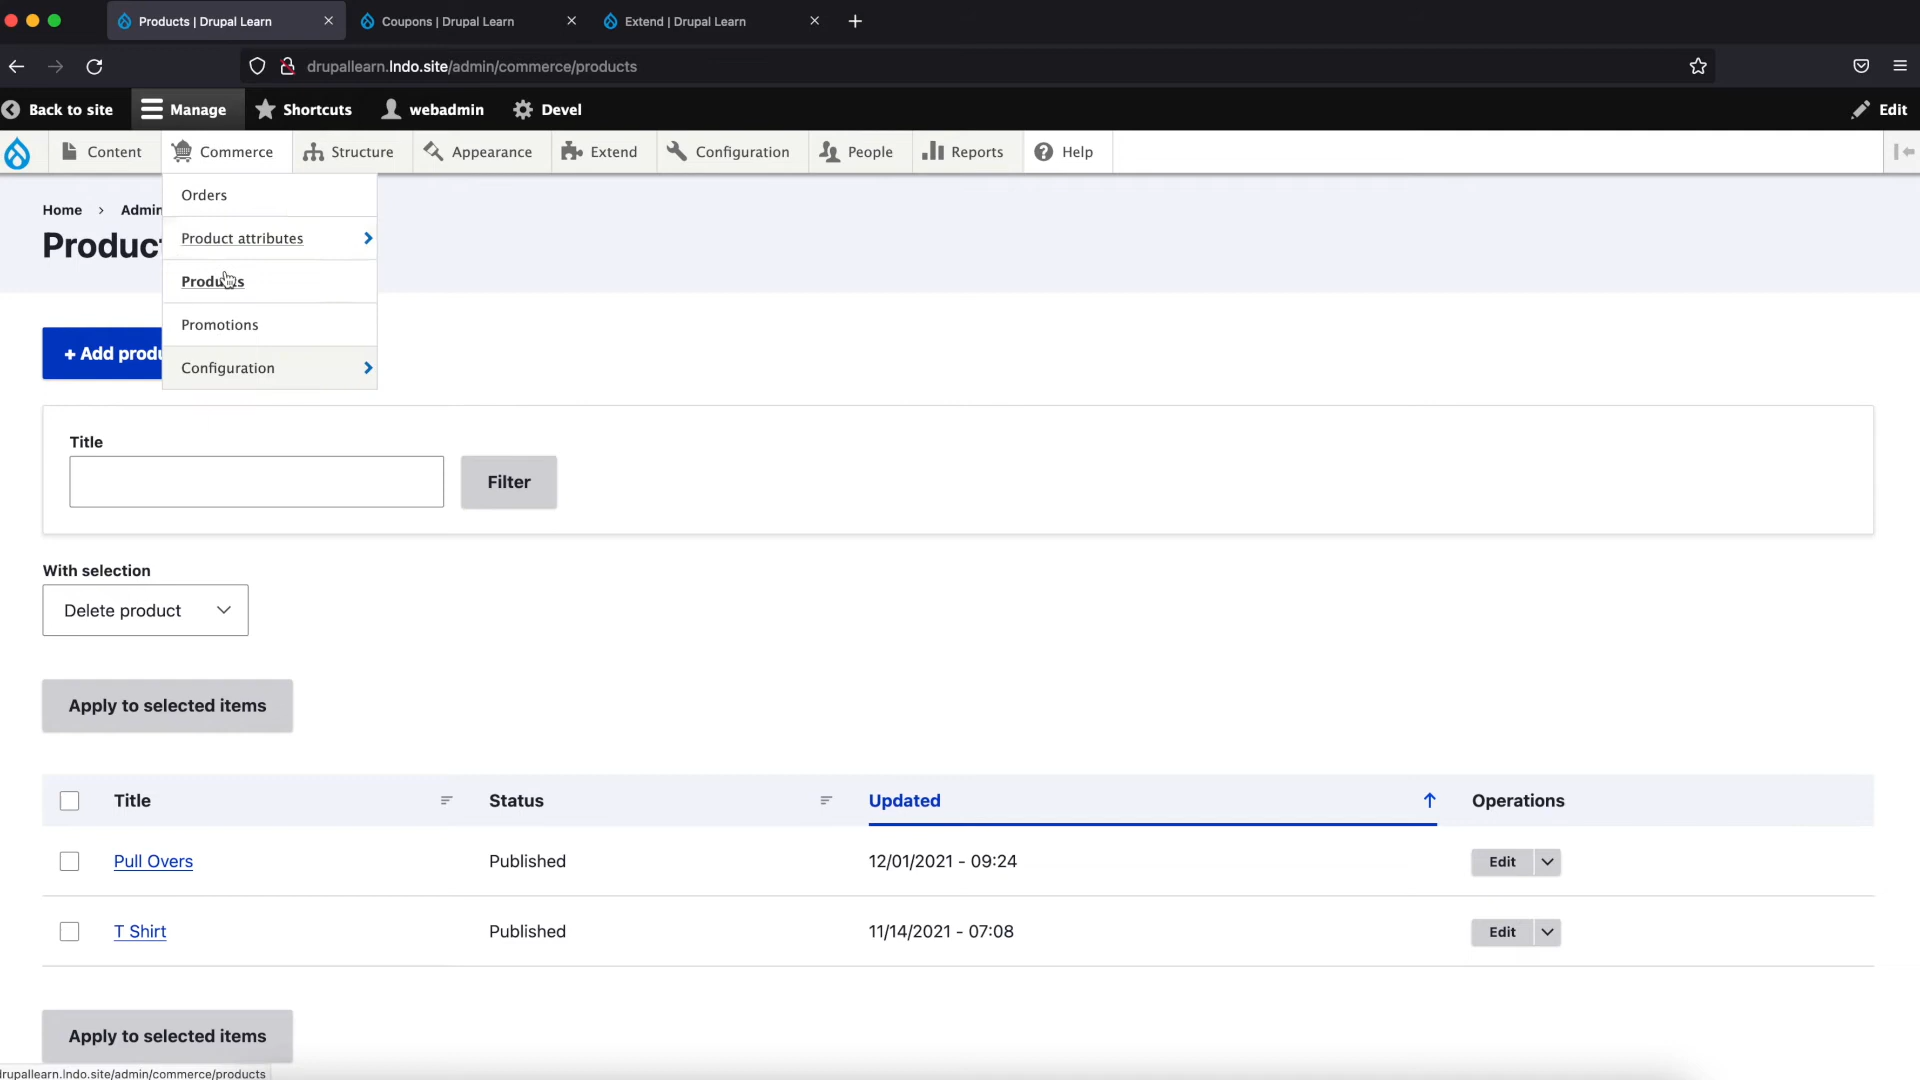 Products | Drupal Learn
Coupons | Drupal Learn
Extend | Drupal Learn
drupallearn.lndo.site/admin/commerce/products
Back to site
Manage
Shortcuts
webadmin
Devel
Edit
Content
Commerce
Structure
Appearance
Extend
Configuration
People
Reports
Help
Orders
Product attributes
Products
Promotions
Configuration
Home > Admin
Product
+ Add produ
Title
Filter
With selection
Delete product
Apply to selected items
Title
Status
Updated
Operations
Pull Overs
Published
12/01/2021 - 09:24
Edit
T Shirt
Published
11/14/2021 - 07:08
Edit
Apply to selected items
drupallearn.lndo.site/admin/commerce/products